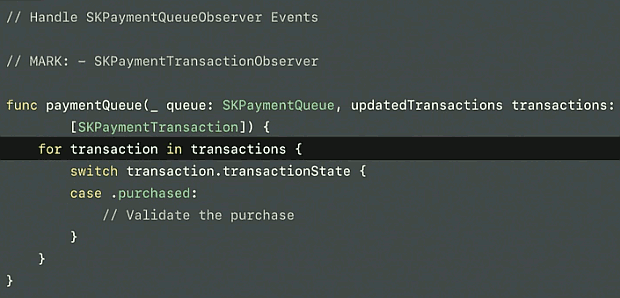 // Handle SKPaymentQueueObserver Events
// MARK: - SKPaymentTransactionObserver
func paymentQueue(_ queue: SKPaymentQueue, updatedTransactions transactions:
[SKPaymentTransaction]) {
for transaction in transactions {
switch transaction.transactionState {
case .purchased:
// Validate the purchase
}
}
}